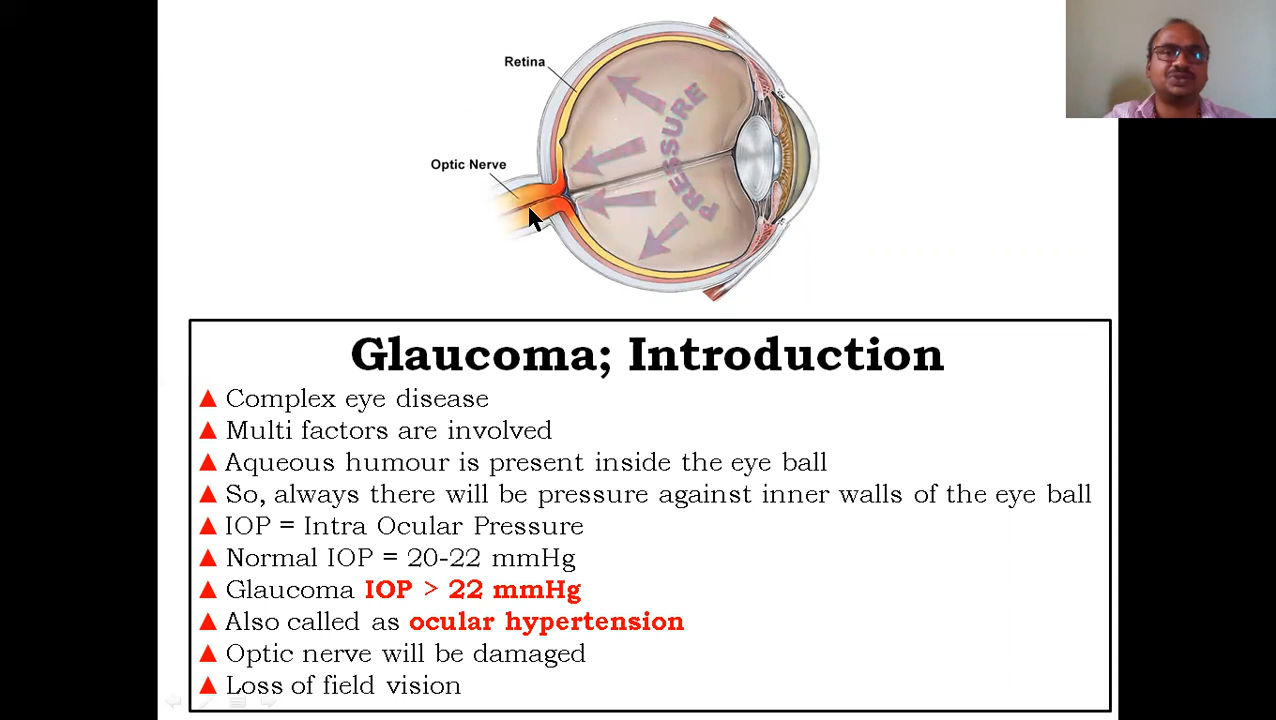 Retina
Optic Nerve
PRESSURE
Glaucoma; Introduction
▲ Complex eye disease
▲ Multi factors are involved
▲ Aqueous humour is present inside the eye ball
▲ So, always there will be pressure against inner walls of the eye ball
▲ IOP = Intra Ocular Pressure
▲ Normal IOP = 20-22 mmHg
▲ Glaucoma IOP > 22 mmHg
▲ Also called as ocular hypertension
▲ Optic nerve will be damaged
▲ Loss of field vision